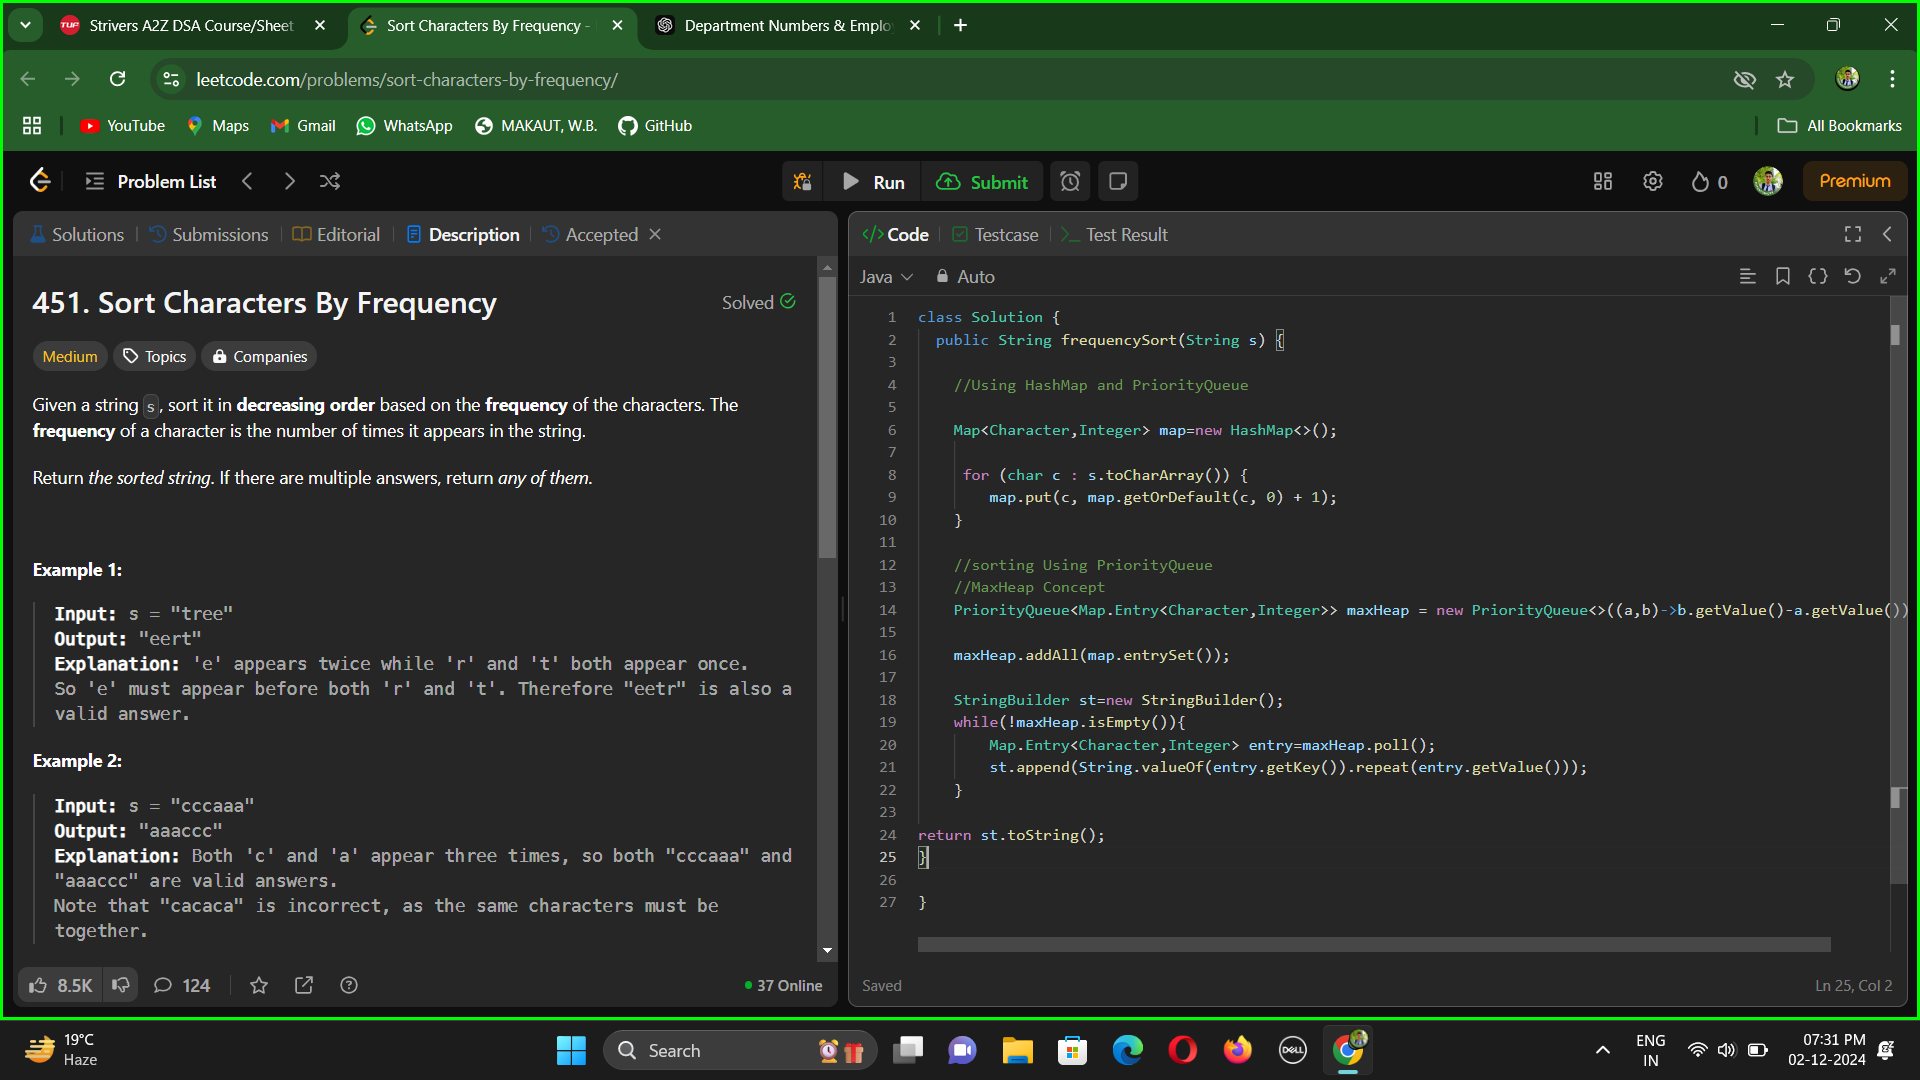 Strivers A2Z DSA Course/Sheet
Sort Characters By Frequency -
Department Numbers & Emplo
leetcode.com/problems/sort-characters-by-frequency/
YouTube
Maps
Gmail
WhatsApp
MAKAUT, W.B.
GitHub
All Bookmarks
Problem List
Run
Submit
0
Premium
Solutions
Submissions
Editorial
Description
Accepted
451. Sort Characters By Frequency
Solved
Medium
Topics
Companies
Given a string s, sort it in decreasing order based on the frequency of the characters. The
frequency of a character is the number of times it appears in the string.
Return the sorted string. If there are multiple answers, return any of them.
Example 1:
Input: s = "tree"
Output: "eert"
Explanation: 'e' appears twice while 'r' and 't' both appear once.
So 'e' must appear before both 'r' and 't'. Therefore "eetr" is also a
valid answer.
Example 2:
Input: s = "cccaaa"
Output: "aaaccc"
Explanation: Both 'c' and 'a' appear three times, so both "cccaaa" and
"aaaccc" are valid answers.
Note that "cacaca" is incorrect, as the same characters must be
together.
8.5K
124
37 Online
</> Code
Testcase
>_ Test Result
Java
Auto
1 class Solution {
2 public String frequencySort(String s) {
3
4 //Using HashMap and PriorityQueue
5
6 Map<Character,Integer> map=new HashMap<>();
7
8 for (char c : s.toCharArray()) {
9 map.put(c, map.getOrDefault(c, 0) + 1);
10 }
11
12 //sorting Using PriorityQueue
13 //MaxHeap Concept
14 PriorityQueue<Map.Entry<Character,Integer>> maxHeap = new PriorityQueue<>((a,b)->b.getValue()-a.getValue())
15
16 maxHeap.addAll(map.entrySet());
17
18 StringBuilder st=new StringBuilder();
19 while(!maxHeap.isEmpty()){
20 Map.Entry<Character,Integer> entry=maxHeap.poll();
21 st.append(String.valueOf(entry.getKey()).repeat(entry.getValue()));
22 }
23
24 return st.toString();
25 }
26
27 }
Saved
Ln 25, Col 2
19°C
Haze
Search
DELL
ENG
IN
07:31 PM
02-12-2024